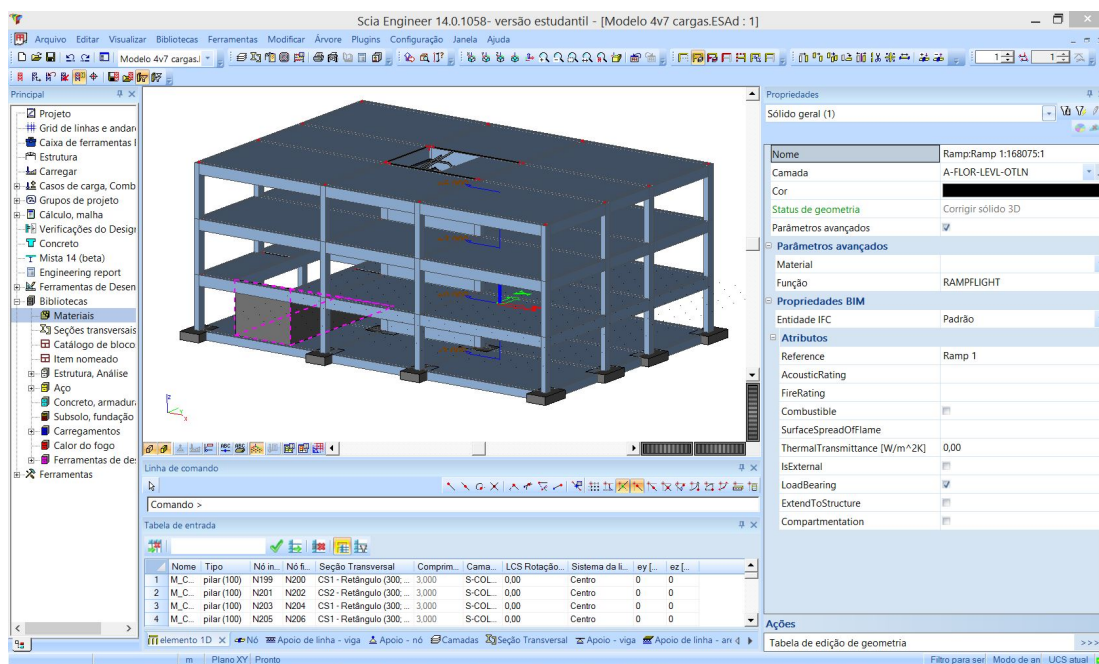 Scia Engineer 14.0.1058- versão estudantil - [Modelo 4v7 cargas.ESAd : 1]
Arquivo Editar Visualizar Bibliotecas Ferramentas Modificar Árvore Plugins Configuração Janela Ajuda
Modelo 4v7 cargas.
1 1
Principal
Projeto
Grid de linhas e andar
Caixa de ferramentas
Estrutura
Carregar
Casos de carga, Comb
Grupos de projeto
Cálculo, malha
Verificações do Design
Concreto
Mista 14 (beta)
Engineering report
Ferramentas de Desen
Bibliotecas
Materiais
Seções transversais
Catálogo de bloco
Item nomeado
Estrutura, Análise
Aço
Concreto, armadur
Subsolo, fundação
Carregamentos
Calor do fogo
Ferramentas de de
Ferramentas
z
x
Linha de comando
Comando >
Tabela de entrada
Nome Tipo Nó in... Nó fi... Seção Transversal Comprim... Cama... LCS Rotação... Sistema da li... ey [... ez [...
1 M_C... pilar (100) N199 N200 CS1 - Retângulo (300; ... 3,000 S-COL... 0,00 Centro 0 0
2 M_C... pilar (100) N201 N202 CS2 - Retângulo (300; ... 3,000 S-COL... 0,00 Centro 0 0
3 M_C... pilar (100) N203 N204 CS1 - Retângulo (300; ... 3,000 S-COL... 0,00 Centro 0 0
4 M_C... pilar (100) N205 N206 CS1 - Retângulo (300; ... 3,000 S-COL... 0,00 Centro 0 0
elemento 1D Nó Apoio de linha - viga Apoio - nó Camadas Seção Transversal Apoio - viga Apoio de linha - are
Propriedades
Sólido geral (1)
Nome Ramp:Ramp 1:168075:1
Camada A-FLOR-LEVL-OTLN
Cor
Status de geometria Corrigir sólido 3D
Parâmetros avançados
Parâmetros avançados
Material
Função RAMPFLIGHT
Propriedades BIM
Entidade IFC Padrão
Atributos
Reference Ramp 1
AcousticRating
FireRating
Combustible
SurfaceSpreadOfFlame
ThermalTransmittance [W/m^2K] 0,00
IsExternal
LoadBearing
ExtendToStructure
Compartmentation
Ações
Tabela de edição de geometria >>>
m Plano XY Pronto Filtro para ser Modo de an UCS atual